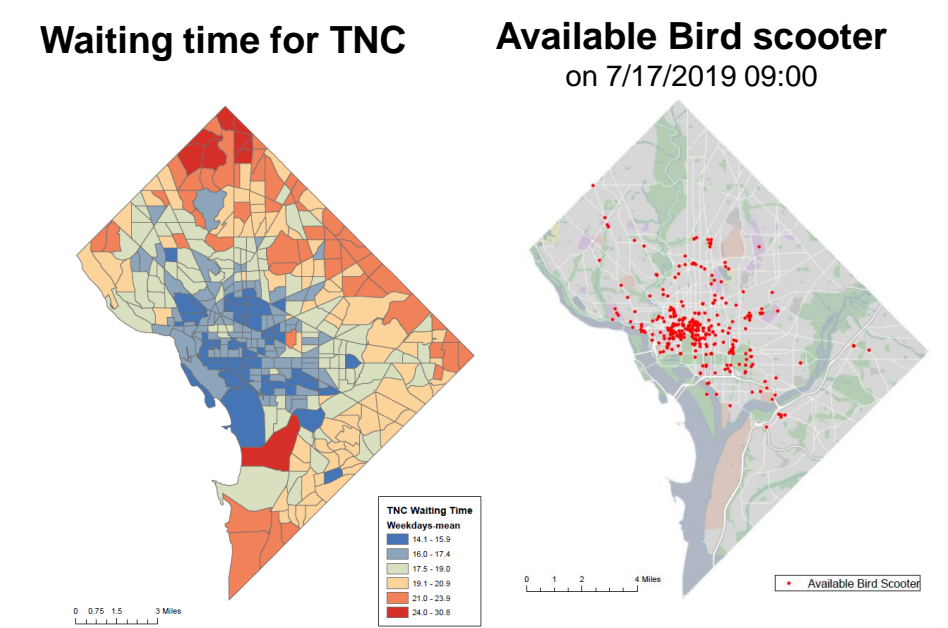 Waiting time for TNC
Available Bird scooter
on 7/17/2019 09:00
TNC Waiting Time
Weekdays-mean
14.1 - 15.9
16.0 - 17.4
17.5 - 19.0
19.1 - 20.9
21.0 - 23.9
24.0 - 30.8
0 0.75 1.5 3 Miles
0 1 2 4 Miles
Available Bird Scooter